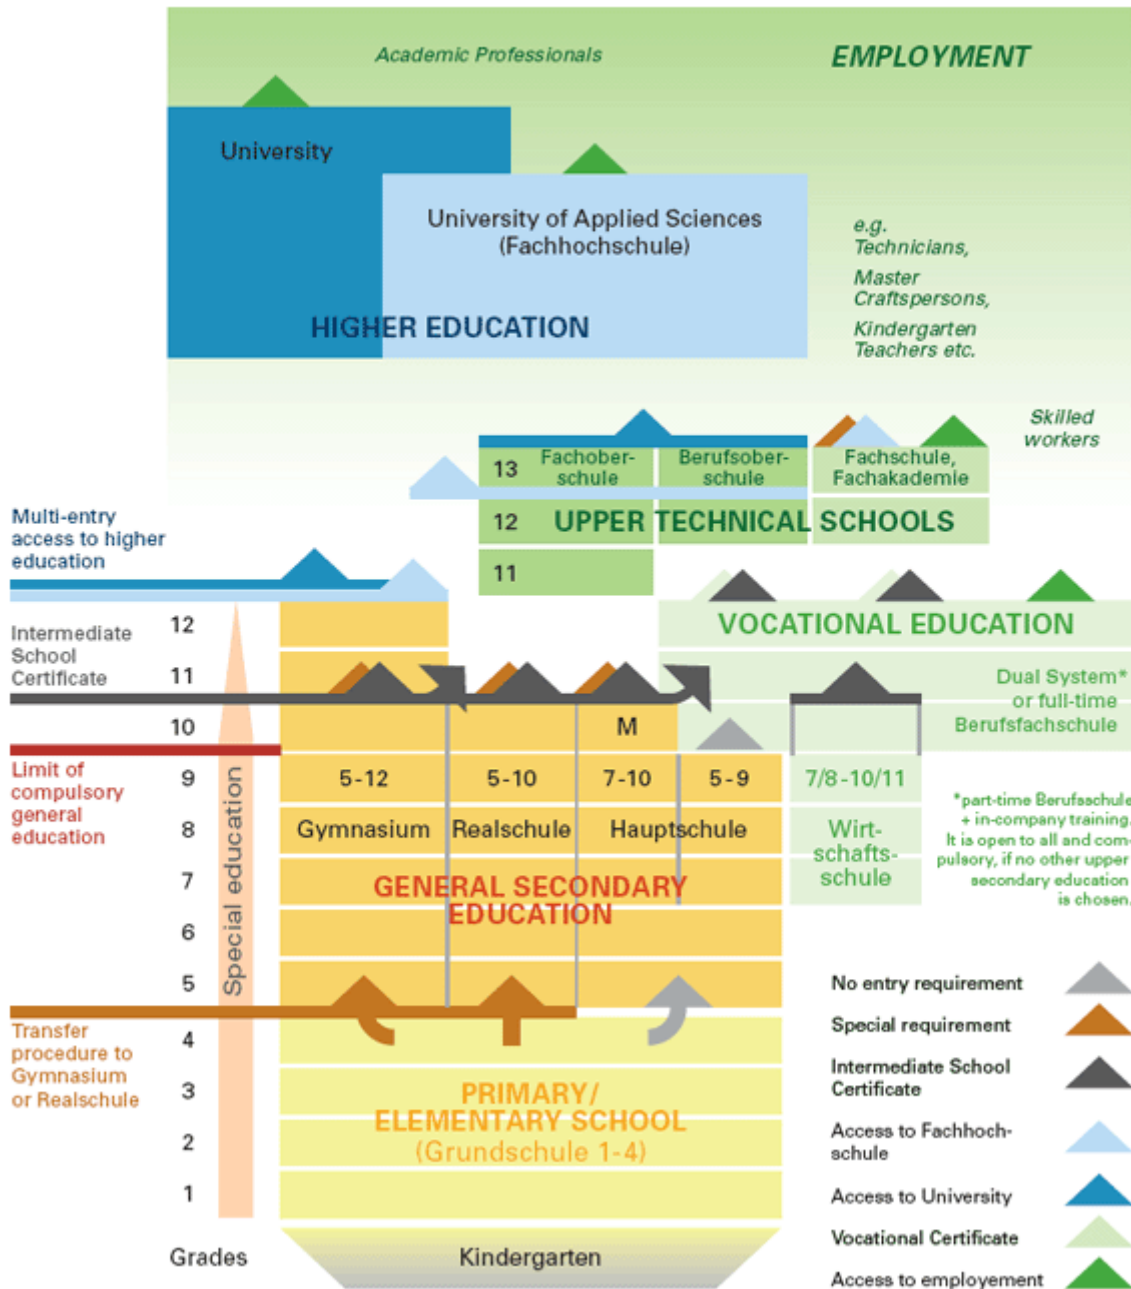 Academic Professionals
EMPLOYMENT
University
University of Applied Sciences
(Fachhochschule)
HIGHER EDUCATION
e.g.
Technicians,
Master
Craftspersons,
Kindergarten
Teachers etc.
Skilled
workers
13
Fachober-
schule
Berufsober-
schule
Fachschule,
Fachakademie
12
UPPER TECHNICAL SCHOOLS
11
Multi-entry
access to higher
education
Intermediate
School
Certificate
Limit of
compulsory
general
education
Transfer
procedure to
Gymnasium
or Realschule
12
11
10
9
8
7
6
5
4
3
2
1
Grades
Special education
VOCATIONAL EDUCATION
Dual System*
or full-time
Berufsfachschule
M
5-12
5-10
7-10
5-9
7/8-10/11
Gymnasium
Realschule
Hauptschule
Wirt-
schafts-
schule
GENERAL SECONDARY
EDUCATION
*part-time Berufsschule
+ in-company training.
It is open to all and com-
pulsory, if no other upper
secondary education
is chosen.
PRIMARY/
ELEMENTARY SCHOOL
(Grundschule 1-4)
Kindergarten
No entry requirement
Special requirement
Intermediate School
Certificate
Access to Fachhoch-
schule
Access to University
Vocational Certificate
Access to employement